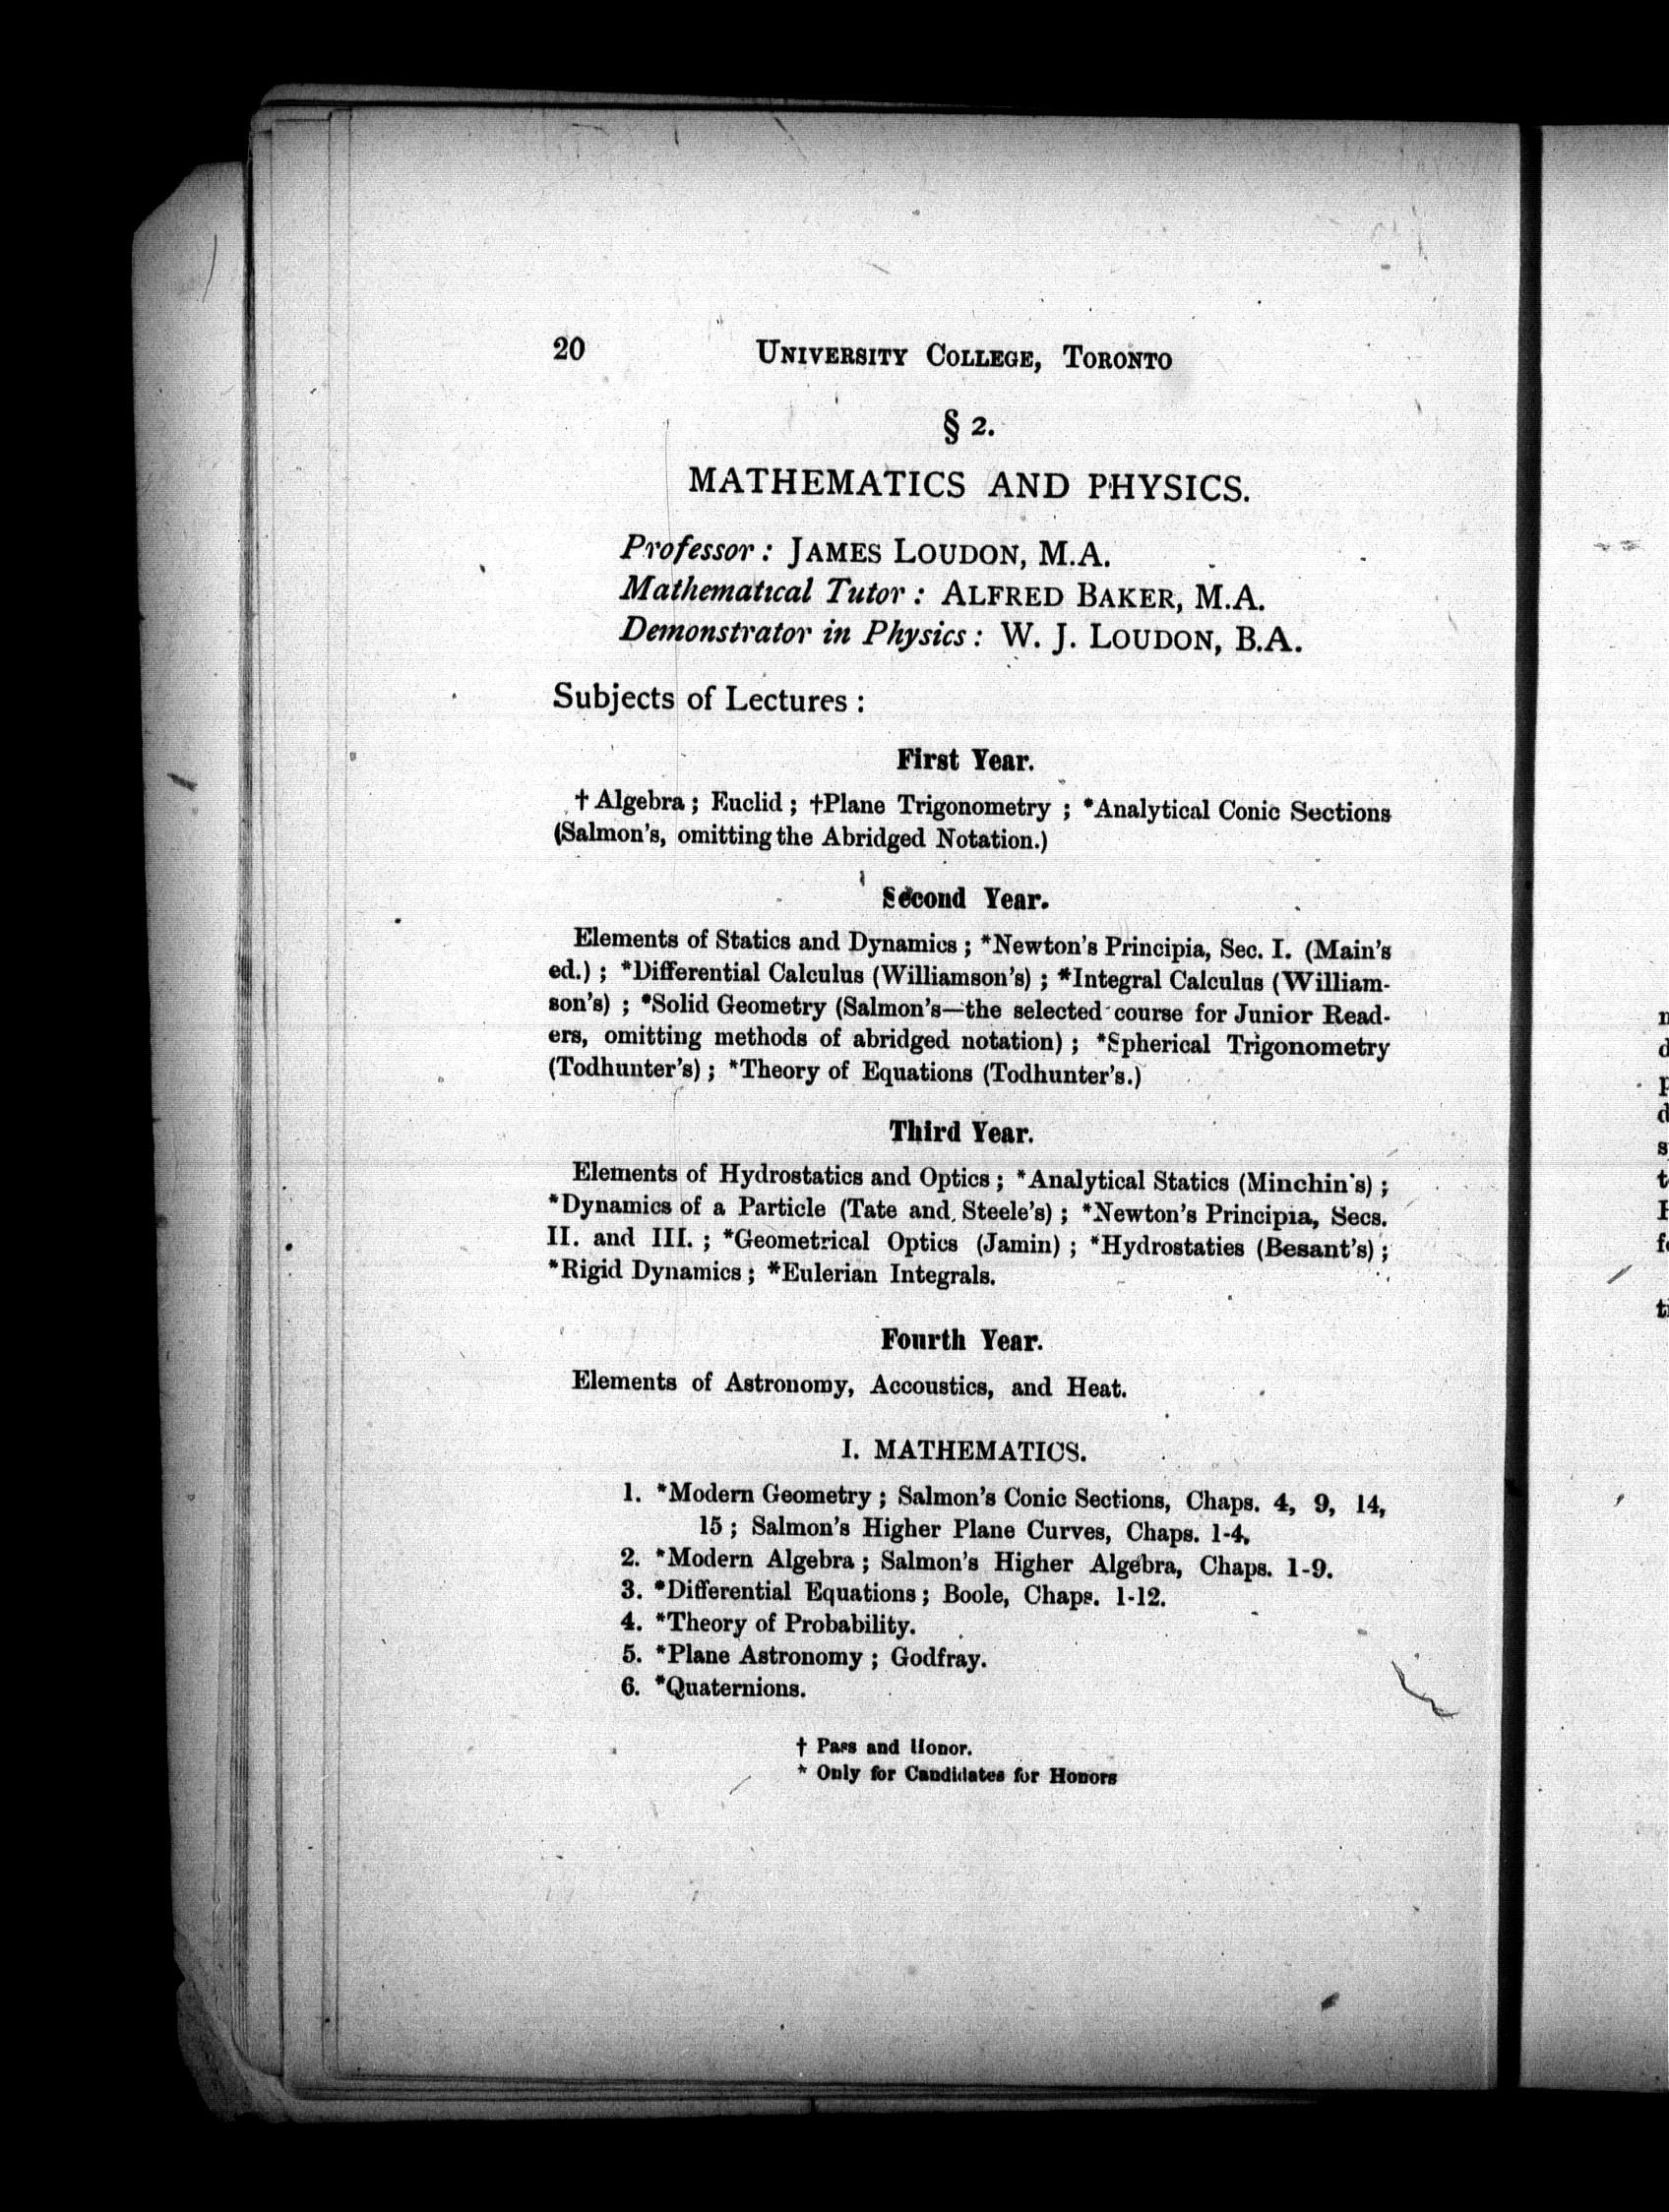 20 UNIVERSITY COLLEGE, TORONTO
§ 2.
MATHEMATICS AND PHYSICS.
Professor: JAMES LOUDON, M.A.
Mathematical Tutor: ALFRED BAKER, M.A.
Demonstrator in Physics: W. J. LOUDON, B.A.
Subjects of Lectures:
First Year.
† Algebra; Euclid; †Plane Trigonometry; *Analytical Conic Sections
(Salmon's, omitting the Abridged Notation.)
Second Year.
Elements of Statics and Dynamics; *Newton's Principia, Sec. I. (Main's
ed.); *Differential Calculus (Williamson's); *Integral Calculus (William-
son's); *Solid Geometry (Salmon's—the selected course for Junior Read-
ers, omitting methods of abridged notation); *Spherical Trigonometry
(Todhunter's); *Theory of Equations (Todhunter's.)
Third Year.
Elements of Hydrostatics and Optics; *Analytical Statics (Minchin's);
*Dynamics of a Particle (Tate and Steele's); *Newton's Principia, Secs.
II. and III.; *Geometrical Optics (Jamin); *Hydrostaties (Besant's);
*Rigid Dynamics; *Eulerian Integrals.
Fourth Year.
Elements of Astronomy, Accoustics, and Heat.
I. MATHEMATICS.
1. *Modern Geometry; Salmon's Conic Sections, Chaps. 4, 9, 14,
15; Salmon's Higher Plane Curves, Chaps. 1-4,
2. *Modern Algebra; Salmon's Higher Algebra, Chaps. 1-9.
3. *Differential Equations; Boole, Chaps. 1-12.
4. *Theory of Probability.
5. *Plane Astronomy; Godfray.
6. *Quaternions.
† Pass and Honor.
* Only for Candidates for Honors